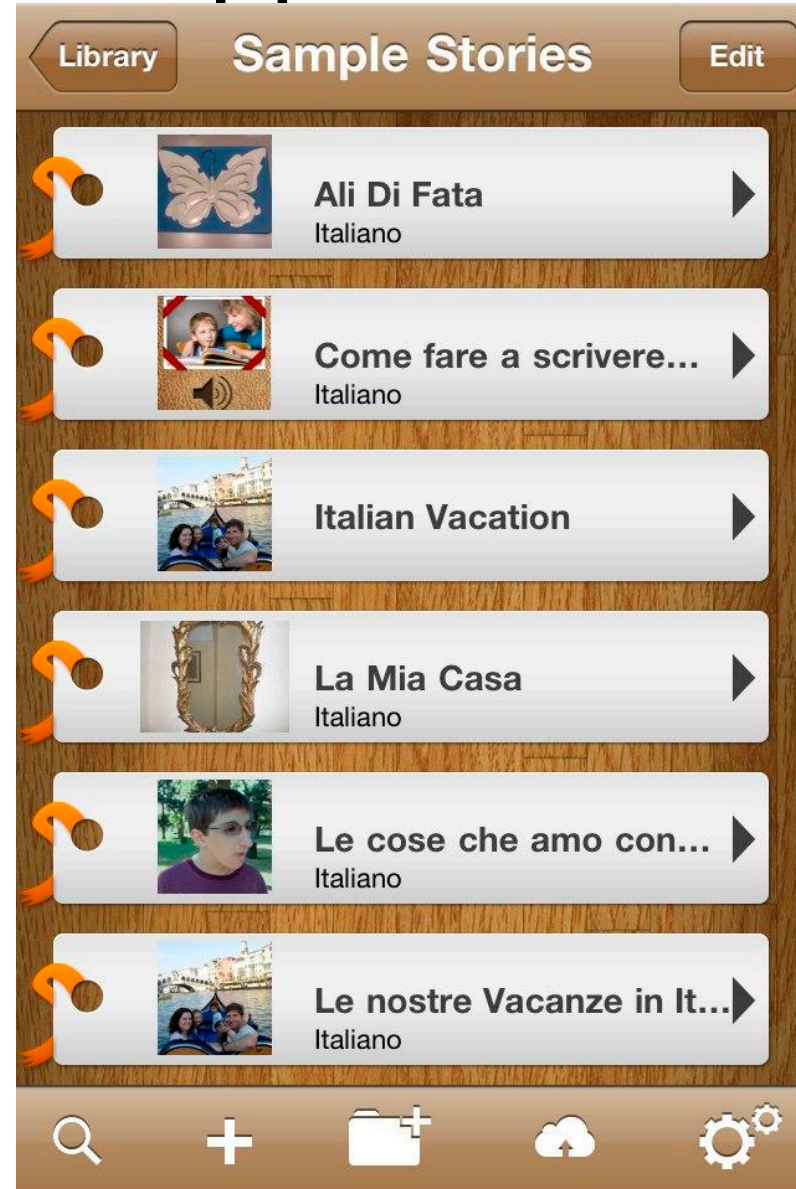 Library
Sample Stories
Edit
Ali Di Fata
Italiano
Come fare a scrivere...
Italiano
Italian Vacation
La Mia Casa
Italiano
Le cose che amo con...
Italiano
Le nostre Vacanze in It...
Italiano